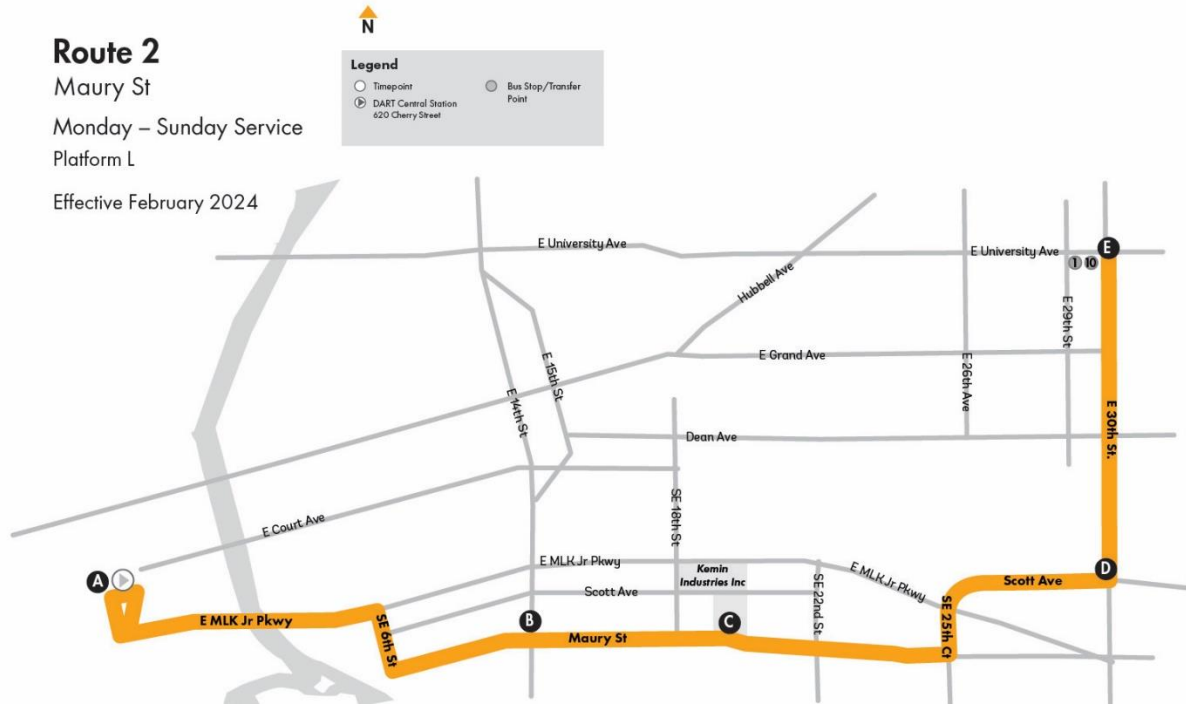 N
Route 2
Maury St
Monday – Sunday Service
Platform L
Effective February 2024
Legend
Timepoint
DART Central Station
620 Cherry Street
Bus Stop/Transfer
Point
E University Ave
E University Ave
E
1
10
Hubbell Ave
E 29th St
E Grand Ave
E 15th St
E 14th St
E 26th Ave
E 30th St.
Dean Ave
SE 18th St
E Court Ave
E MLK Jr Pkwy
Kemin
Industries Inc
E MLK Jr Pkwy
A
D
Scott Ave
Scott Ave
SE 22nd St
SE 25th Ct
E MLK Jr Pkwy
SE 6th St
B
C
Maury St